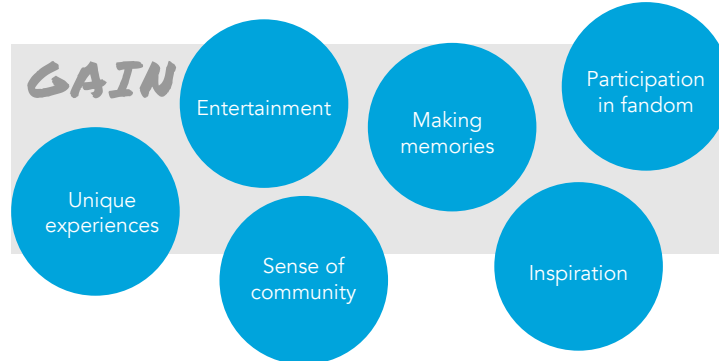 GAIN
Entertainment
Making
memories
Participation
in fandom
Unique
experiences
Sense of
community
Inspiration